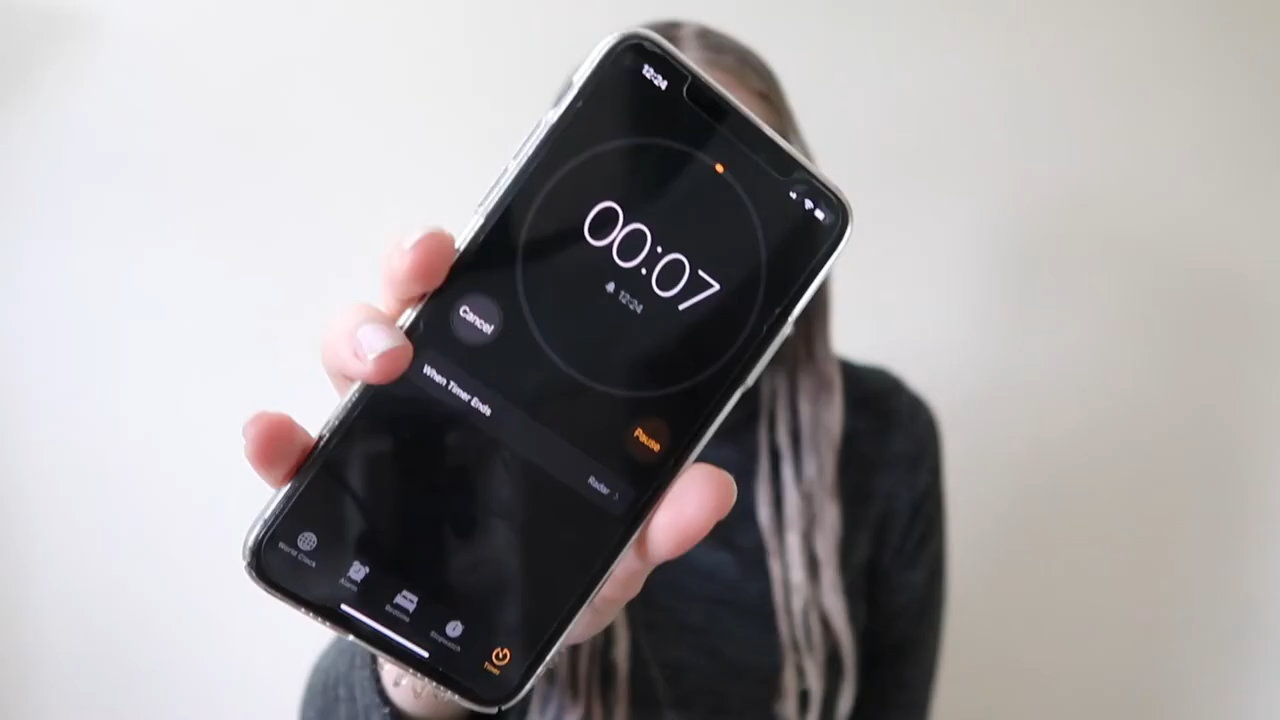 12:24
00:07
12:24
Cancel
Pause
When Timer Ends
Radar
World Clock
Alarm
Bedtime
Stopwatch
Timer